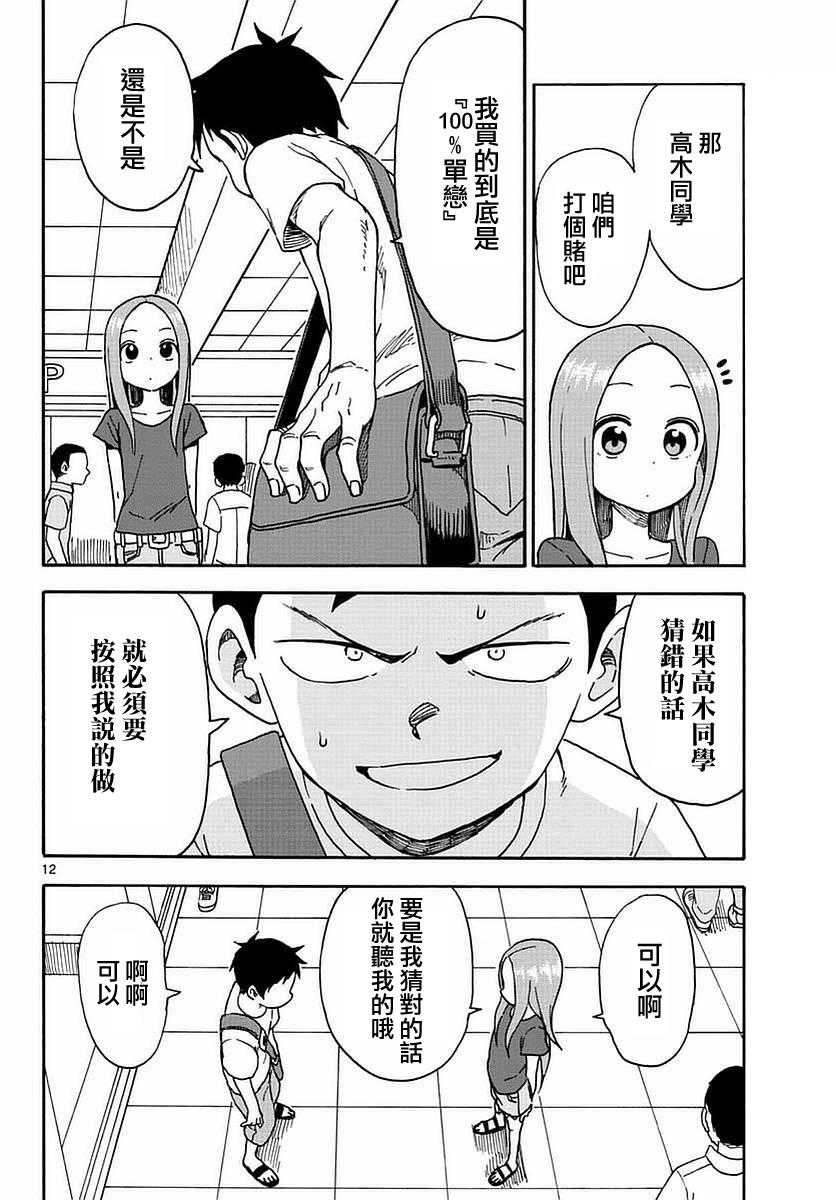 那
高木同學
咱們
打個賭吧
我買的到底是
『100%單戀』
還是不是
P
如果高木同學
猜錯的話
就必須要
按照我説的做
12
可以啊
要是我猜對的話
你就聽我的哦
啊啊
可以